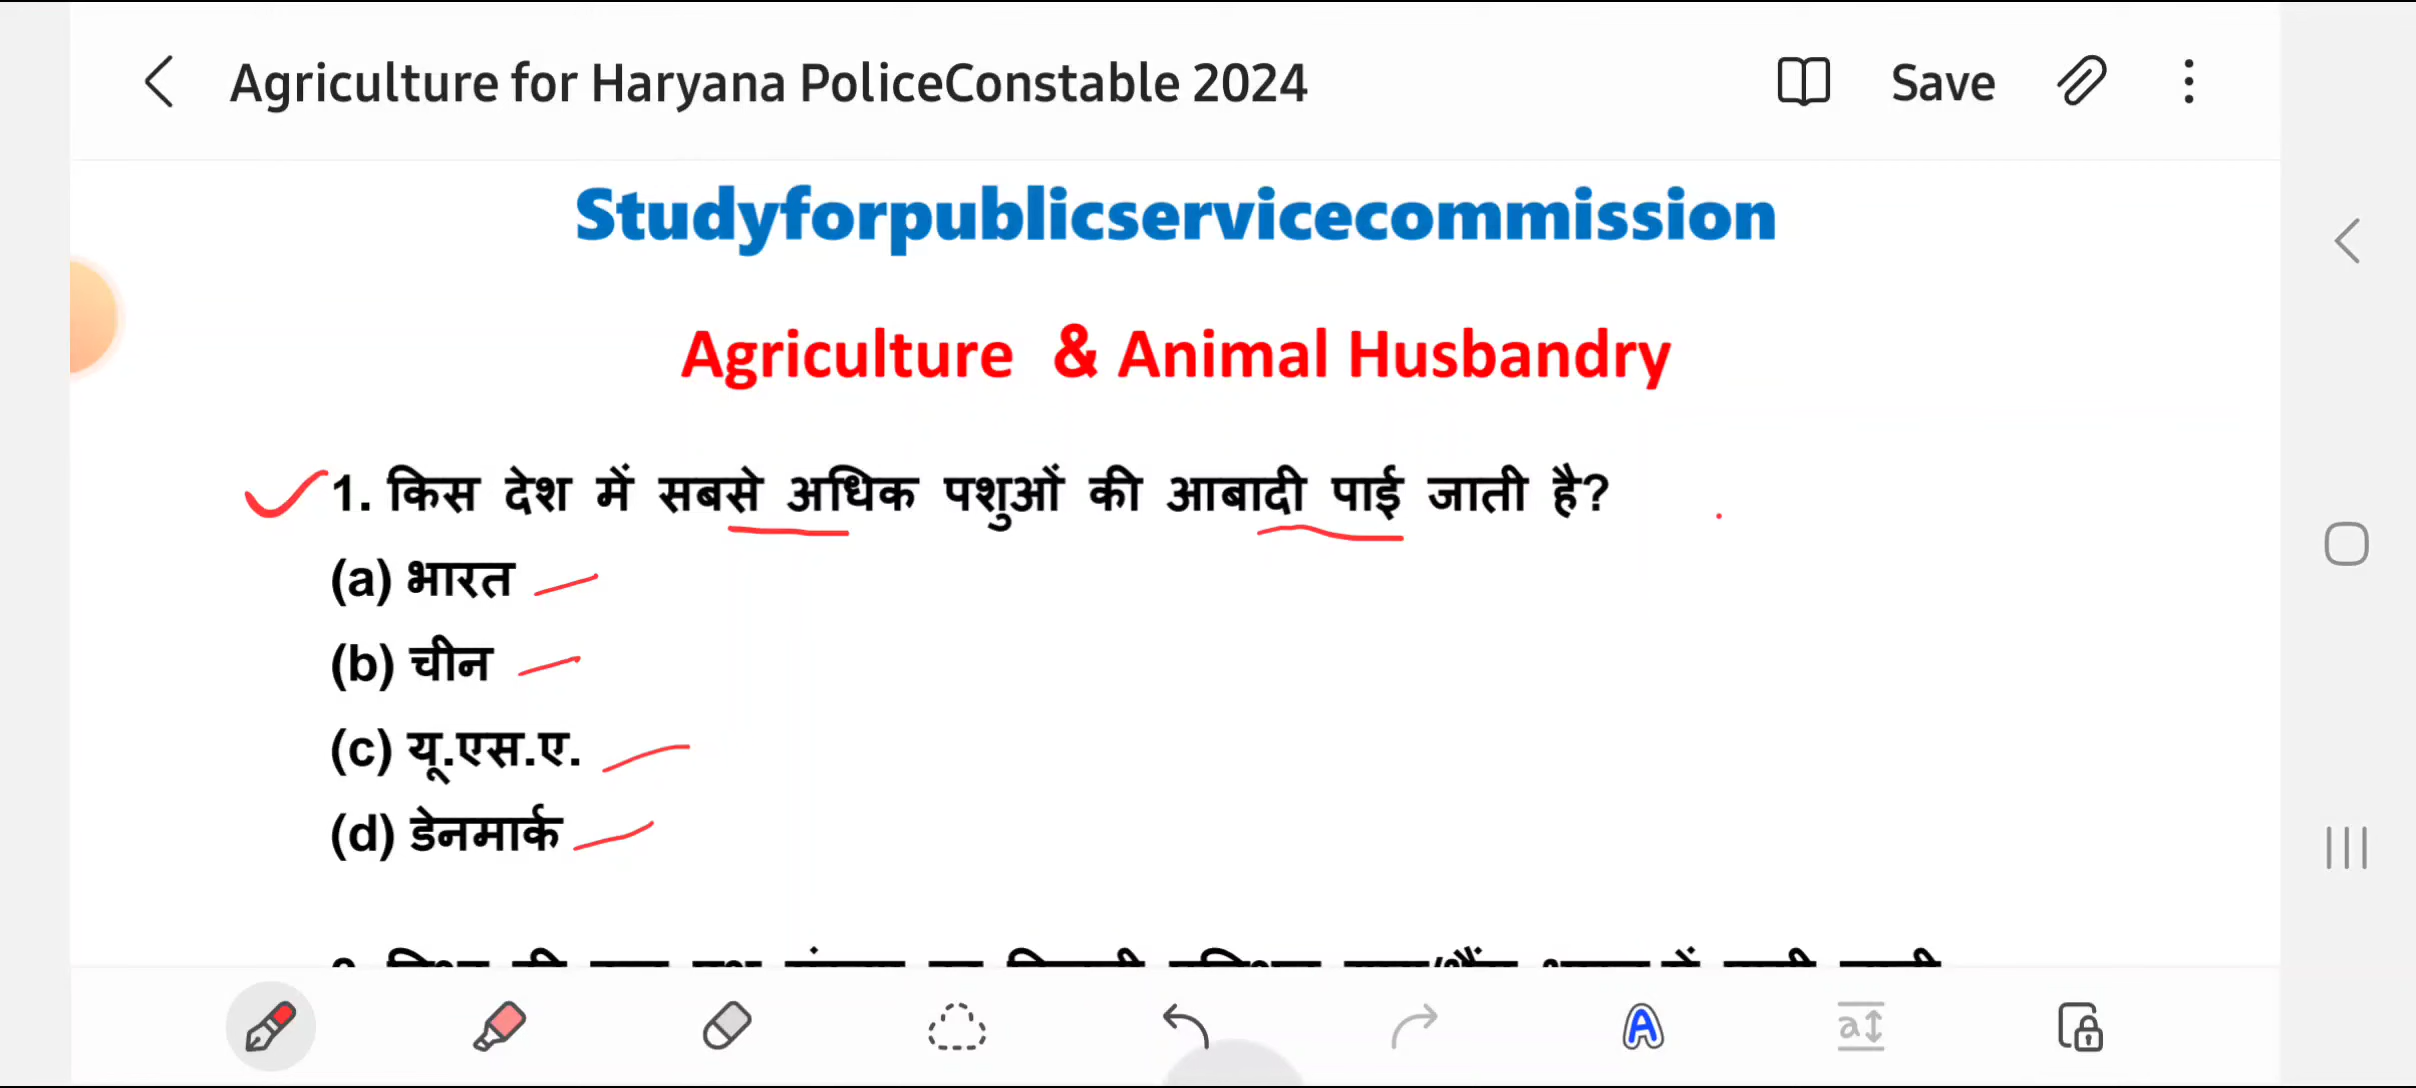 Agriculture for Haryana PoliceConstable 2024
Save
Studyforpublicservicecommission
Agriculture & Animal Husbandry
1. किस देश में सबसे अधिक पशुओं की आबादी पाई जाती है?
(a) भारत
(b) चीन
(c) यू.एस.ए.
(d) डेनमार्क